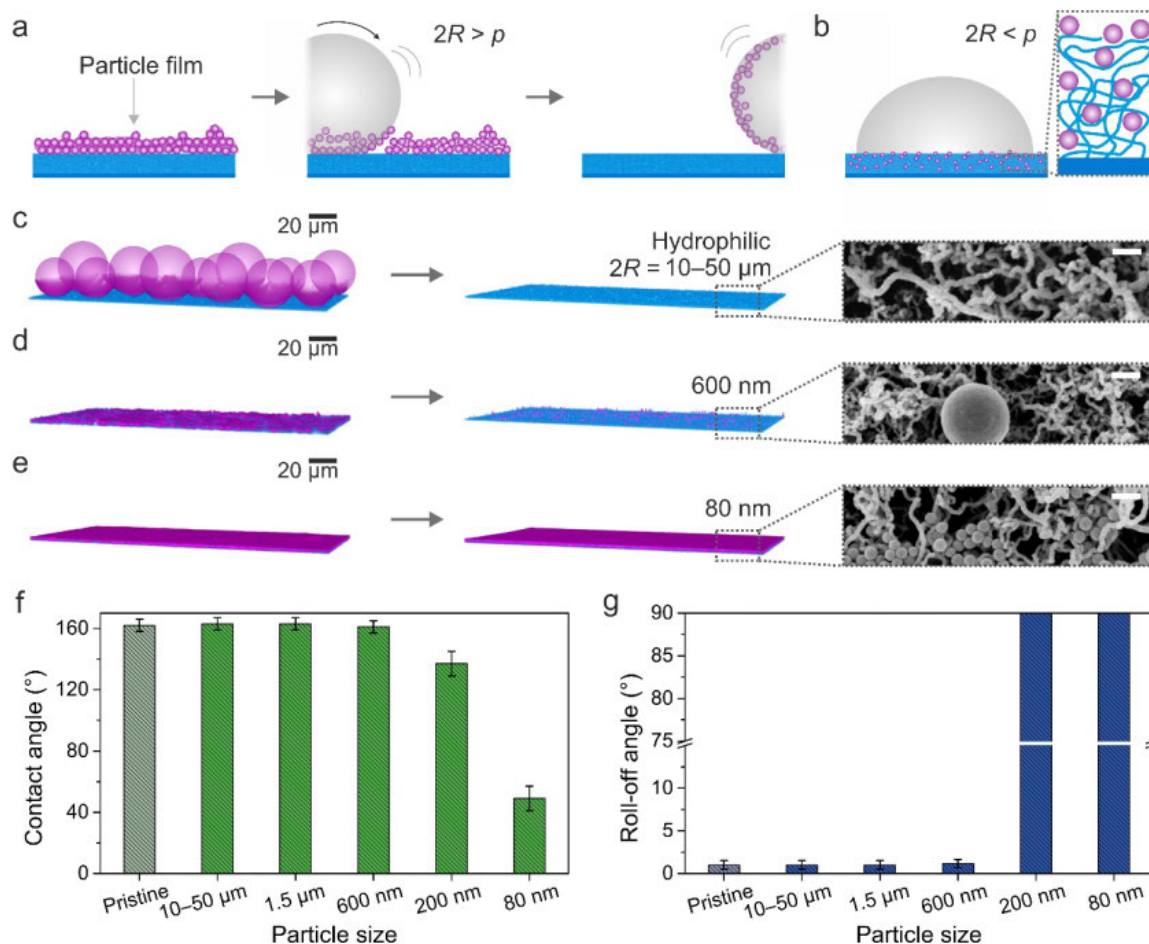 a
Particle film
2R > p
b
2R < p
c
20 µm
Hydrophilic
2R = 10–50 µm
d
20 µm
600 nm
e
20 µm
80 nm
f
Contact angle (°)
160
120
80
40
0
Pristine
10–50 µm
1.5 µm
600 nm
200 nm
80 nm
Particle size
g
Roll-off angle (°)
90
85
80
75
10
5
0
Pristine
10–50 µm
1.5 µm
600 nm
200 nm
80 nm
Particle size